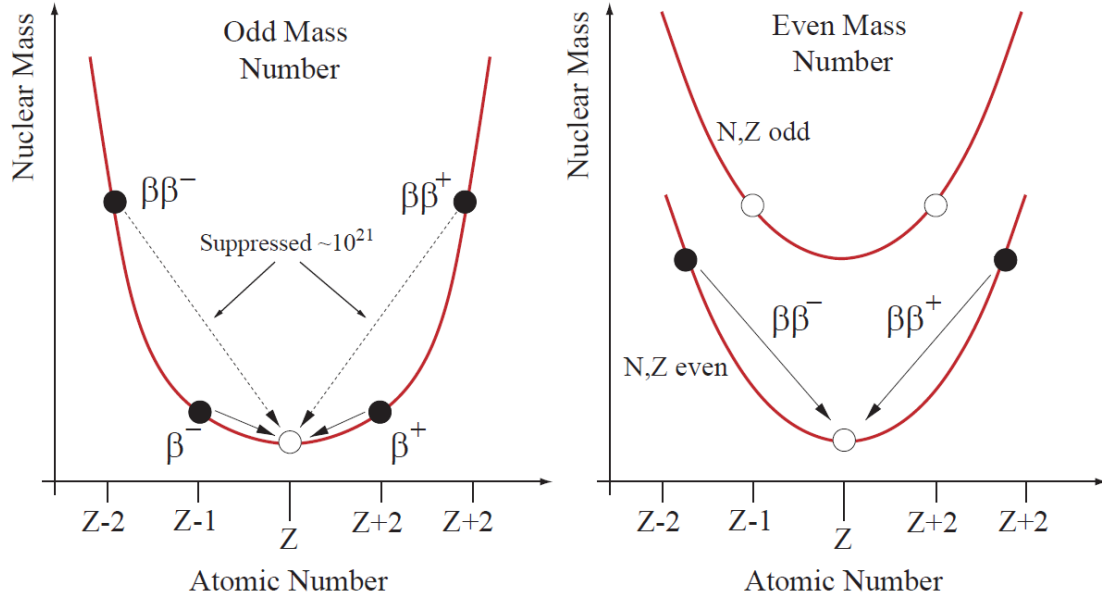 Nuclear Mass
Odd Mass
Number
ββ⁻
ββ⁺
Suppressed ~10²¹
β⁻
β⁺
Z-2
Z-1
Z
Z+2
Z+2
Atomic Number
Nuclear Mass
Even Mass
Number
N,Z odd
ββ⁻
ββ⁺
N,Z even
Z-2
Z-1
Z
Z+2
Z+2
Atomic Number